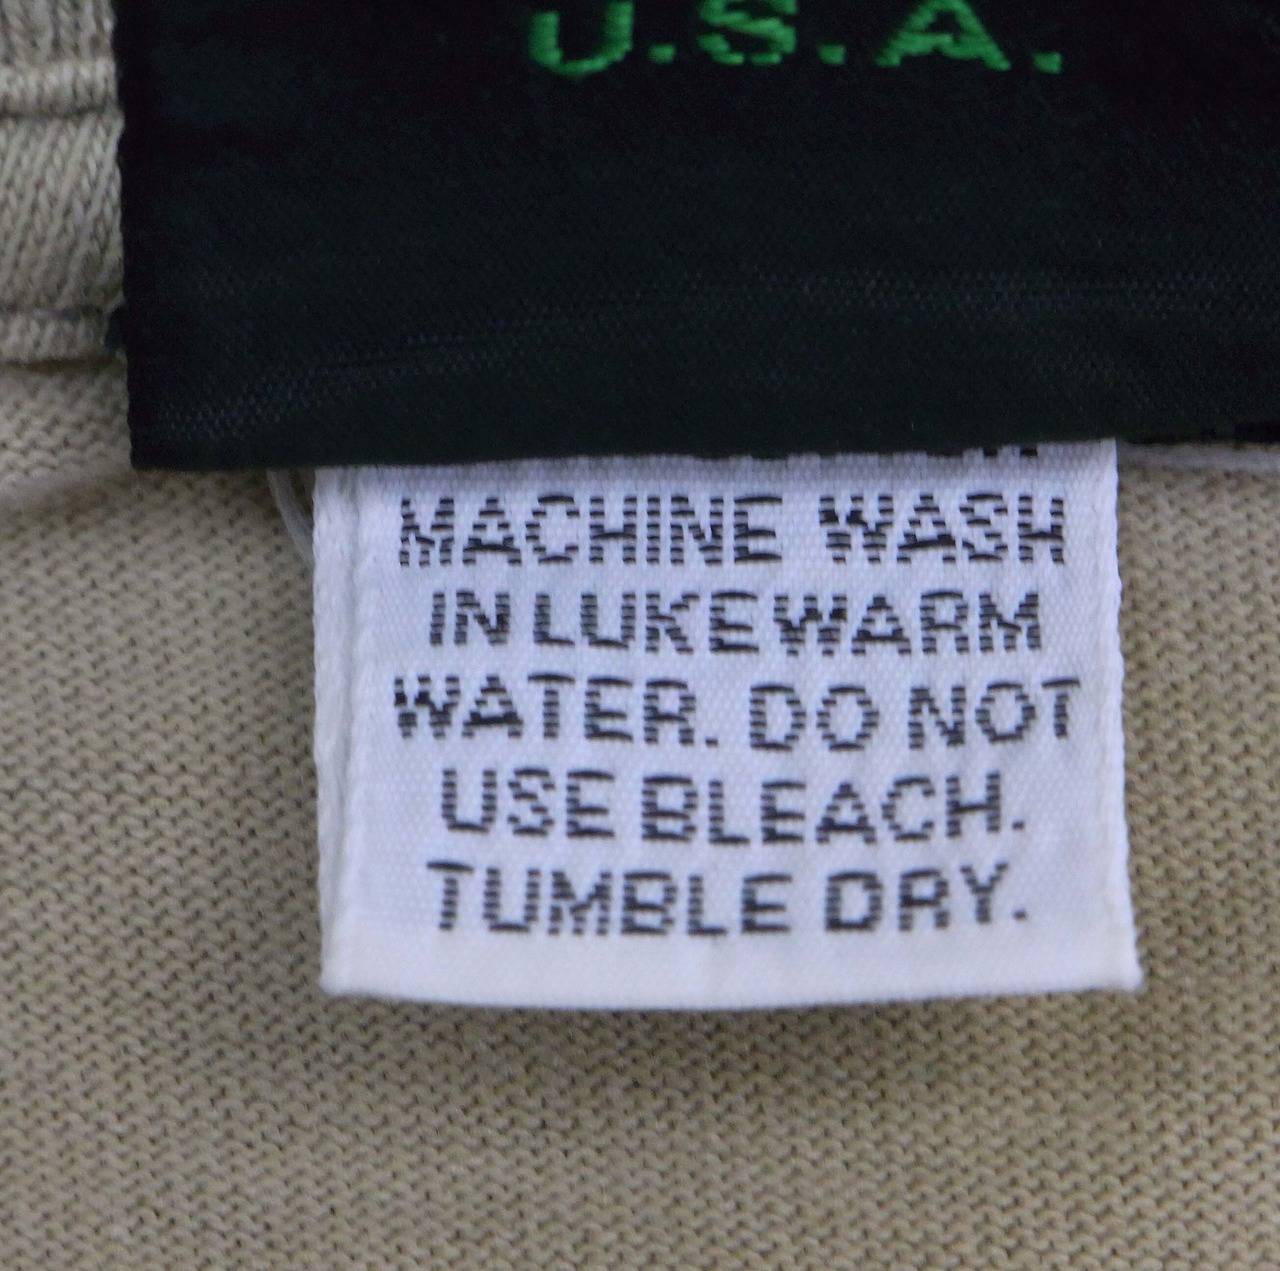 U.S.A.
MACHINE WASH
IN LUKEWARM
WATER. DO NOT
USE BLEACH.
TUMBLE DRY.